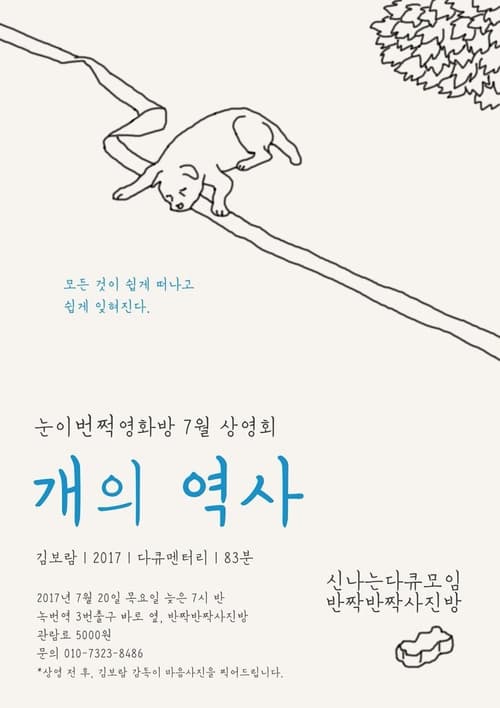 모든 것이 쉽게 떠나고
쉽게 잊혀진다.
눈이번쩍영화방 7월 상영회
개의 역사
김보람 | 2017 | 다큐멘터리 | 83분
2017년 7월 20일 목요일 늦은 7시 반
녹번역 3번출구 바로 옆, 반짝반짝사진방
관람료 5000원
문의 010-7323-8486
*상영 전 후, 김보람 감독이 마음사진을 찍어드립니다.
신나는다큐모임
반짝반짝사진방